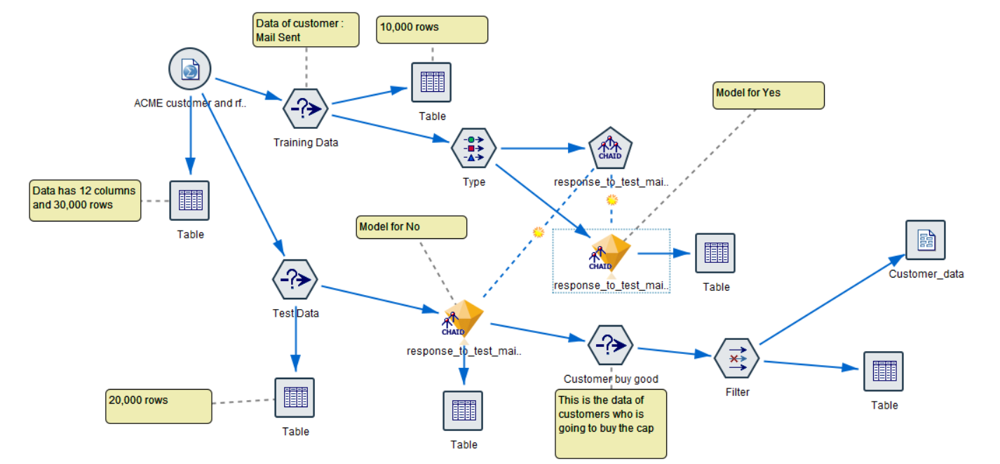 Data of customer :
Mail Sent
10,000 rows
ACME customer and rf..
Training Data
Table
Model for Yes
Type
CHAID
response_to_test_mai..
Data has 12 columns
and 30,000 rows
Table
Model for No
CHAID
response_to_test_mai..
Table
Customer_data
Test Data
CHAID
response_to_test_mai..
Customer buy good
Filter
Table
20,000 rows
Table
Table
This is the data of
customers who is
going to buy the cap